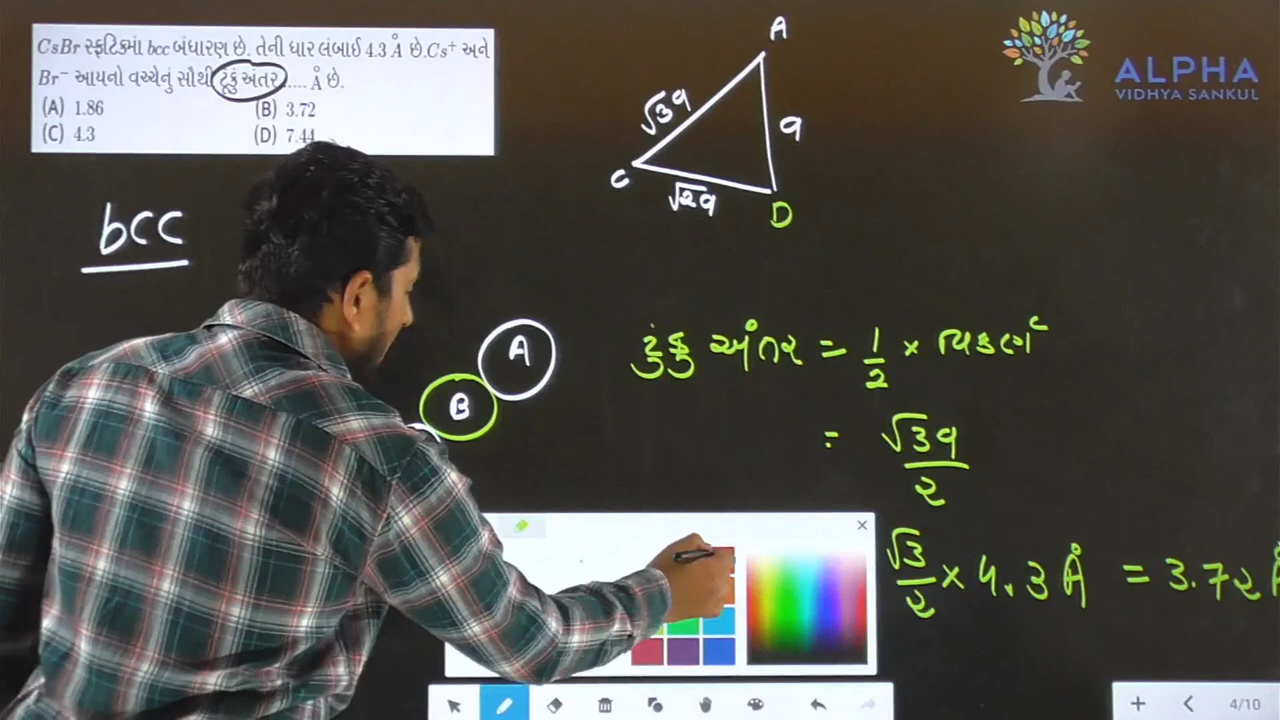 CsBr સ્ફટિકમાં bcc બંધારણ છે. તેની ધાર લંબાઈ 4.3 Å છે. Cs⁺ અને
Br⁻ આયનો વચ્ચેનું સૌથી ટૂંકું અંતર..... Å છે.
(A) 1.86 (B) 3.72
(C) 4.3 (D) 7.44
A
√3a
a
C
√2a
D
ALPHA
VIDHYA SANKUL
bcc
A
B
ટુંકુ અંતર = 1/2 × વિકર્ણ
= √3a/2
√3/2 × 4.3 Å = 3.72 Å
4/10